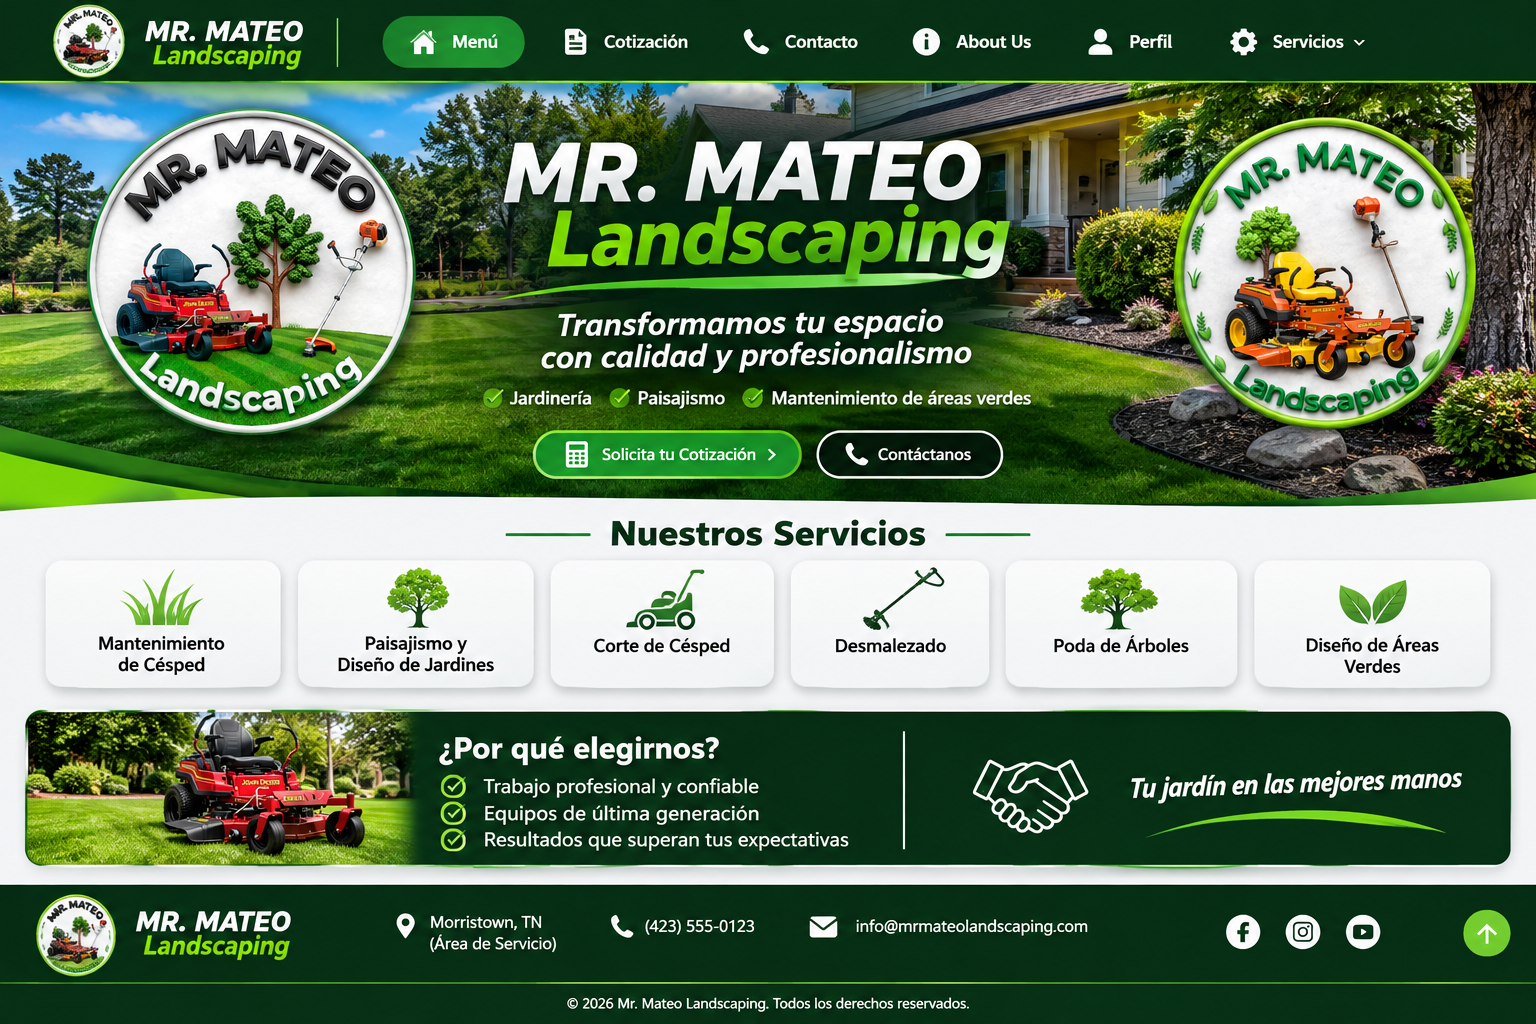 MR. MATEO
MR. MATEO
Landscaping
Menú
Cotización
Contacto
About Us
Perfil
Servicios
MR. MATEO
Landscaping
MR. MATEO
Landscaping
Transformamos tu espacio
con calidad y profesionalismo
Jardinería
Paisajismo
Mantenimiento de áreas verdes
Solicita tu Cotización
Contáctanos
MR. MATEO
Landscaping
Nuestros Servicios
Mantenimiento
de Césped
Paisajismo y
Diseño de Jardines
Corte de Césped
Desmalezado
Poda de Árboles
Diseño de Áreas
Verdes
¿Por qué elegirnos?
Trabajo profesional y confiable
Equipos de última generación
Resultados que superan tus expectativas
Tu jardín en las mejores manos
MR. MATEO
MR. MATEO
Landscaping
Morristown, TN
(Área de Servicio)
(423) 555-0123
info@mrmateolandscaping.com
© 2026 Mr. Mateo Landscaping. Todos los derechos reservados.